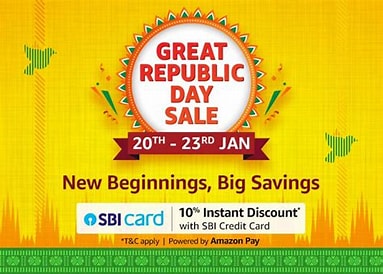 GREAT
REPUBLIC
DAY
SALE
20TH - 23RD JAN
New Beginnings, Big Savings
SBI card
10% Instant Discount*
with SBI Credit Card
*T&C apply | Powered by Amazon Pay